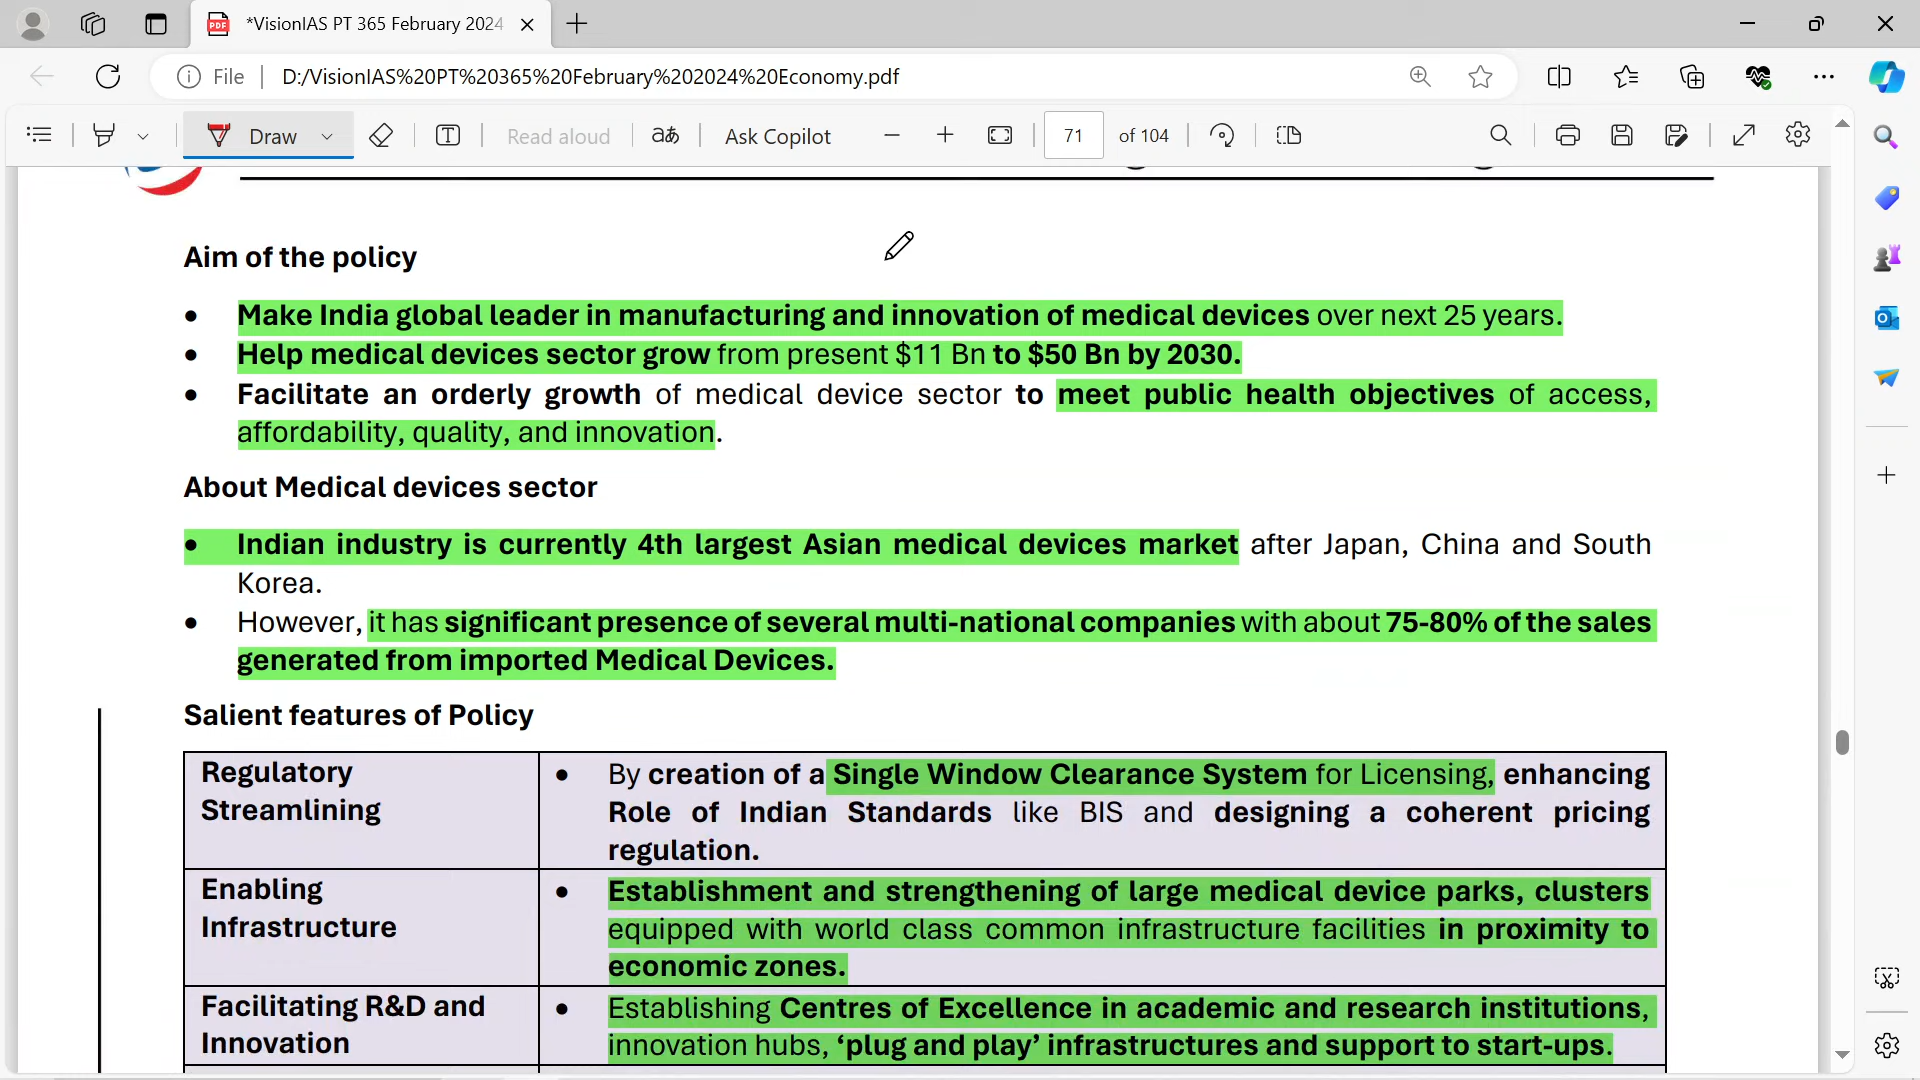 *VisionIAS PT 365 February 2024
File
D:/VisionIAS%20PT%20365%20February%202024%20Economy.pdf
Draw
Read aloud
Ask Copilot
71 of 104
Aim of the policy
• Make India global leader in manufacturing and innovation of medical devices over next 25 years.
• Help medical devices sector grow from present $11 Bn to $50 Bn by 2030.
• Facilitate an orderly growth of medical device sector to meet public health objectives of access,
affordability, quality, and innovation.
About Medical devices sector
• Indian industry is currently 4th largest Asian medical devices market after Japan, China and South
Korea.
• However, it has significant presence of several multi-national companies with about 75-80% of the sales
generated from imported Medical Devices.
Salient features of Policy
Regulatory
Streamlining
• By creation of a Single Window Clearance System for Licensing, enhancing
Role of Indian Standards like BIS and designing a coherent pricing
regulation.
Enabling
Infrastructure
• Establishment and strengthening of large medical device parks, clusters
equipped with world class common infrastructure facilities in proximity to
economic zones.
Facilitating R&D and
Innovation
• Establishing Centres of Excellence in academic and research institutions,
innovation hubs, ‘plug and play’ infrastructures and support to start-ups.